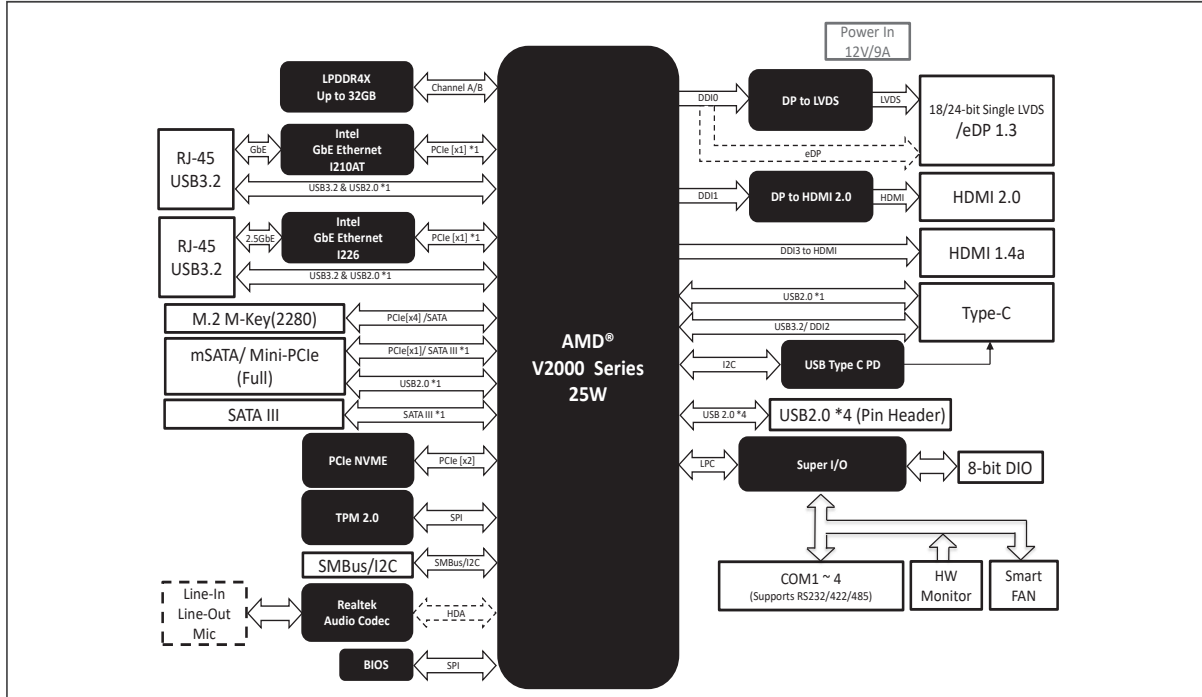 Power In
12V/9A
LPDDR4X
Up to 32GB
Channel A/B
RJ-45
USB3.2
GbE
Intel
GbE Ethernet
I210AT
PCIe [x1] *1
USB3.2 & USB2.0 *1
RJ-45
USB3.2
2.5GbE
Intel
GbE Ethernet
I226
PCIe [x1] *1
USB3.2 & USB2.0 *1
M.2 M-Key(2280)
PCIe[x4] /SATA
mSATA/ Mini-PCIe
(Full)
PCIe[x1]/ SATA III *1
USB2.0 *1
SATA III
SATA III *1
PCIe NVME
PCIe [x2]
TPM 2.0
SPI
SMBus/I2C
SMBus/I2C
Line-In
Line-Out
Mic
Realtek
Audio Codec
HDA
BIOS
SPI
AMD®
V2000 Series
25W
DDI0
DP to LVDS
LVDS
18/24-bit Single LVDS
/eDP 1.3
eDP
DDI1
DP to HDMI 2.0
HDMI
HDMI 2.0
DDI3 to HDMI
HDMI 1.4a
USB2.0 *1
USB3.2/ DDI2
Type-C
I2C
USB Type C PD
USB 2.0 *4
USB2.0 *4 (Pin Header)
LPC
Super I/O
8-bit DIO
COM1 ~ 4
(Supports RS232/422/485)
HW
Monitor
Smart
FAN